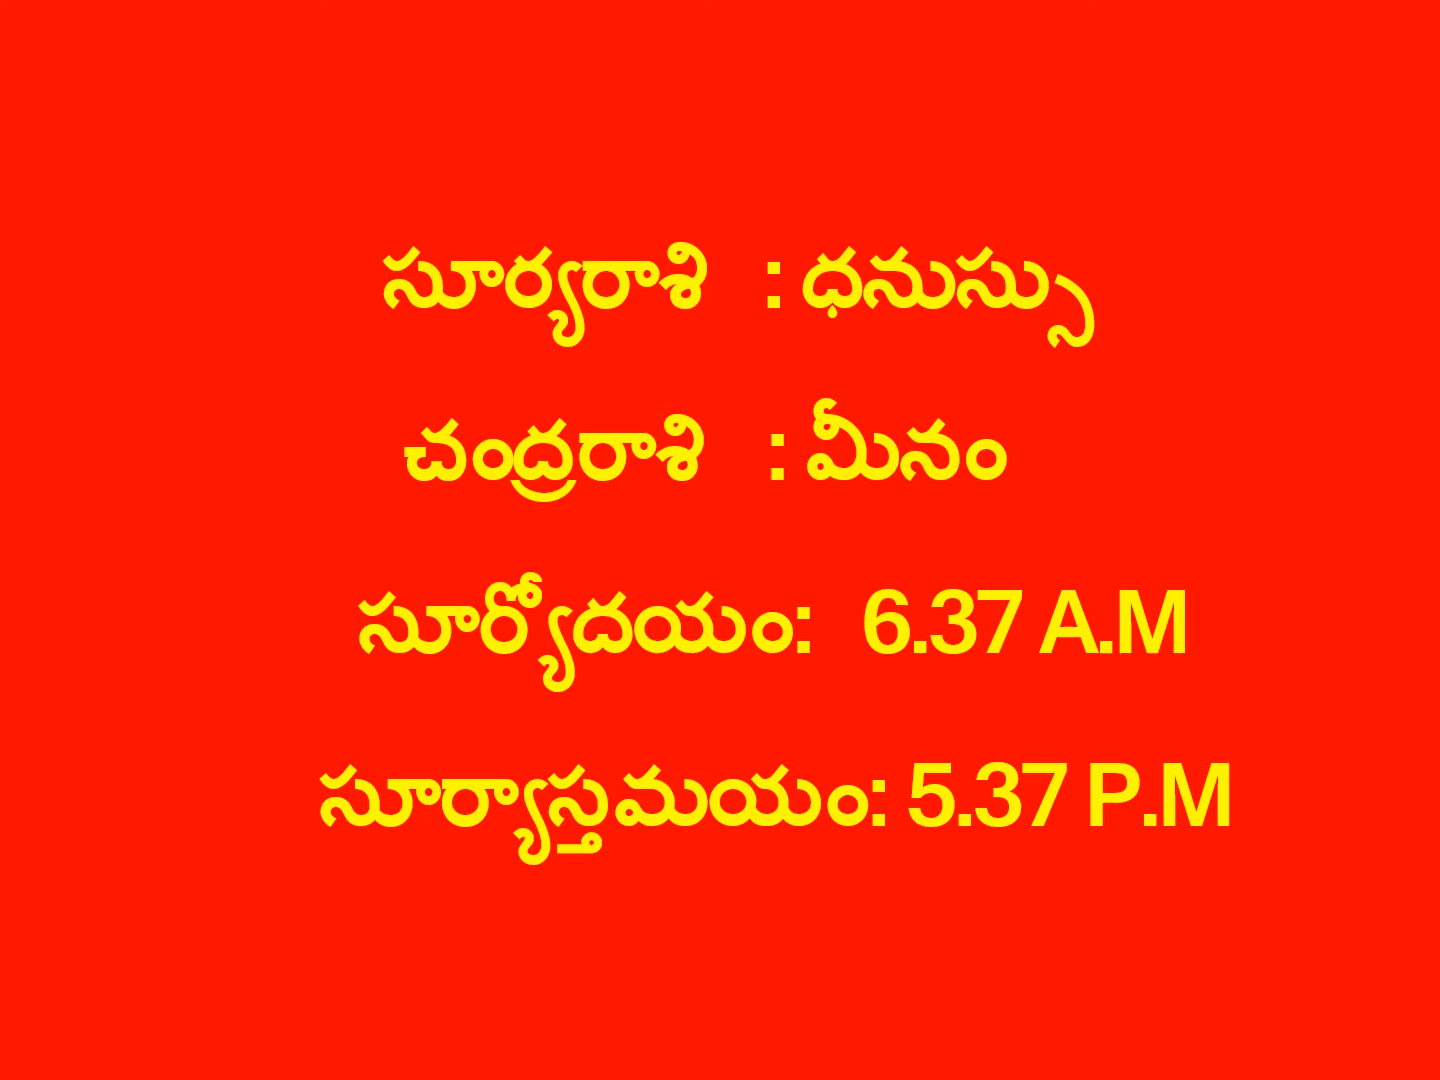 సూర్యరాశి : ధనుస్సు
చంద్రరాశి : మీనం
సూర్యోదయం: 6.37 A.M
సూర్యాస్తమయం: 5.37 P.M